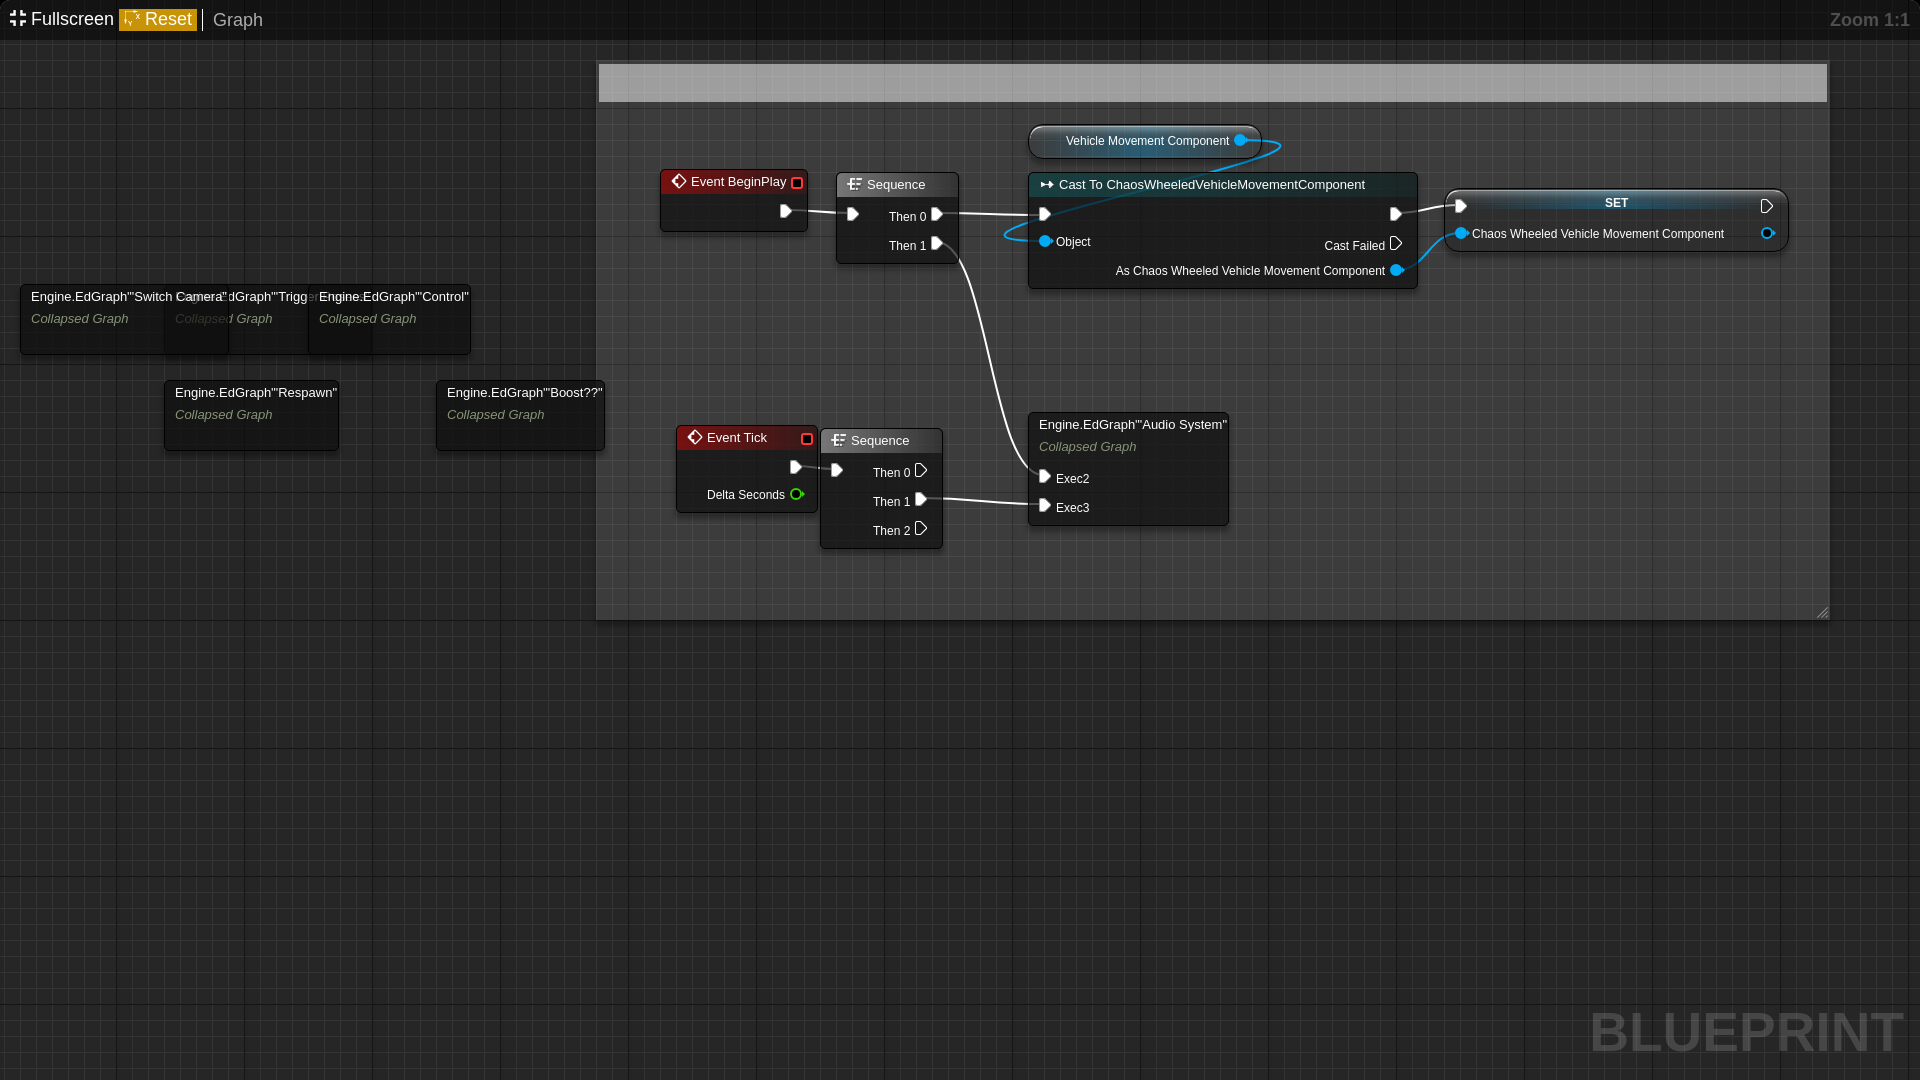 Fullscreen Reset Graph Zoom 1:1
Vehicle Movement Component
Event BeginPlay
Sequence
Then 0
Then 1
Cast To ChaosWheeledVehicleMovementComponent
Object
Cast Failed
As Chaos Wheeled Vehicle Movement Component
SET
Chaos Wheeled Vehicle Movement Component
Engine.EdGraph'"Switch Camera"
Collapsed Graph
dGraph'"Trigge
Collapsed Graph
Engine.EdGraph'"Control"
Collapsed Graph
Engine.EdGraph'"Respawn"
Collapsed Graph
Engine.EdGraph'"Boost??"
Collapsed Graph
Event Tick
Delta Seconds
Sequence
Then 0
Then 1
Then 2
Engine.EdGraph'"Audio System"
Collapsed Graph
Exec2
Exec3
BLUEPRINT